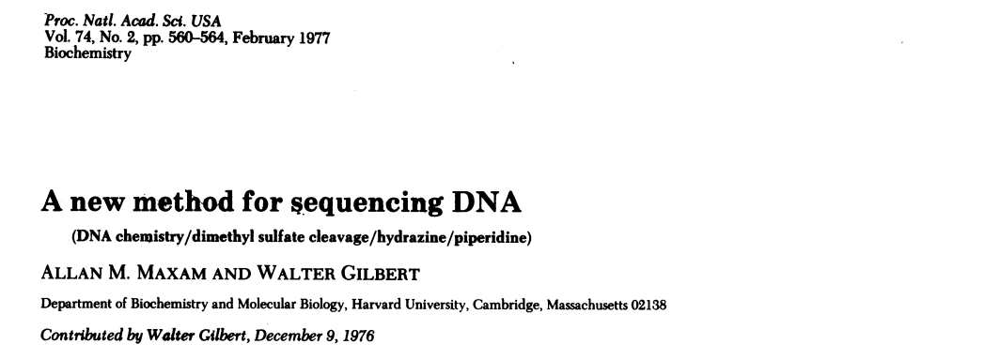 Proc. Natl. Acad. Sci. USA
Vol. 74, No. 2, pp. 560–564, February 1977
Biochemistry
A new method for sequencing DNA
(DNA chemistry/dimethyl sulfate cleavage/hydrazine/piperidine)
ALLAN M. MAXAM AND WALTER GILBERT
Department of Biochemistry and Molecular Biology, Harvard University, Cambridge, Massachusetts 02138
Contributed by Walter Gilbert, December 9, 1976